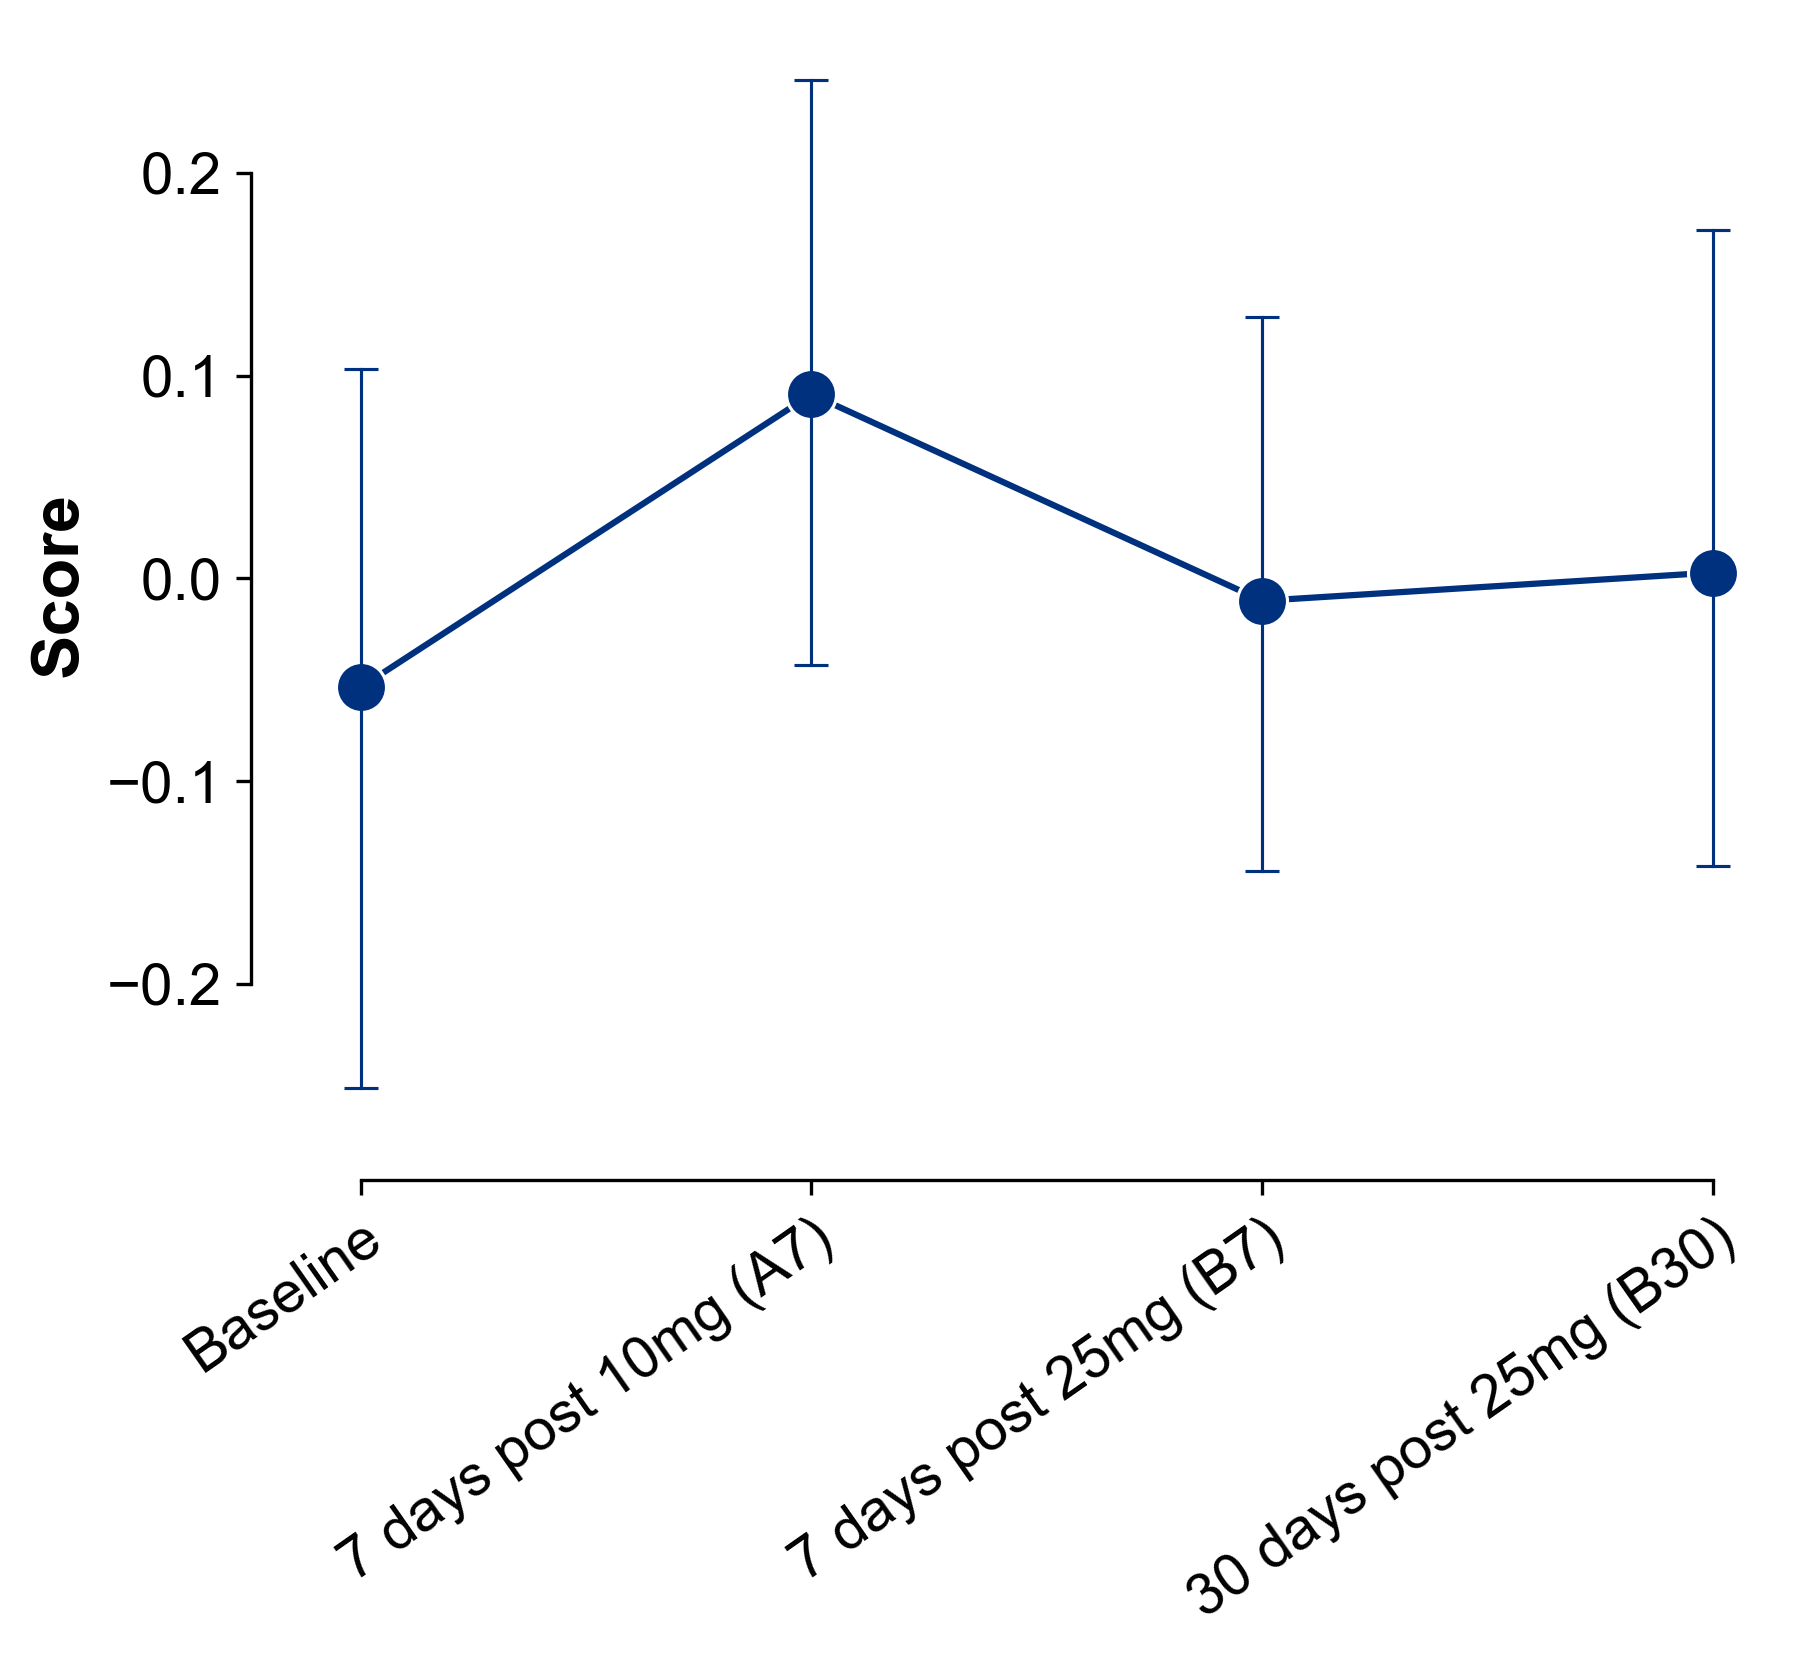 0.2
0.1
0.0
−0.1
−0.2
Score
Baseline
7 days post 10mg (A7)
7 days post 25mg (B7)
30 days post 25mg (B30)